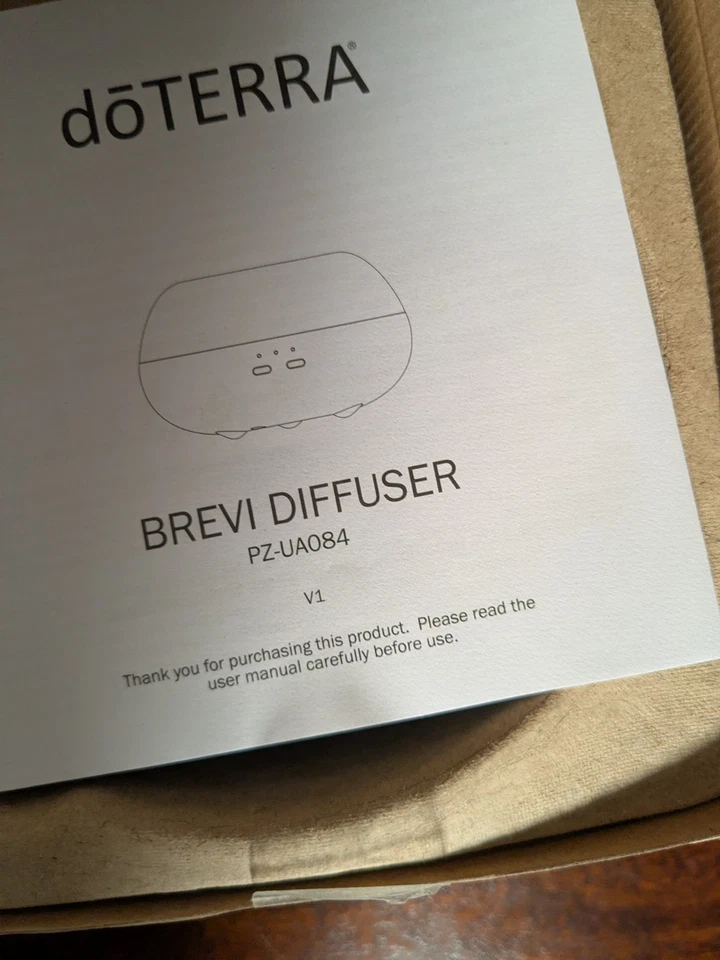 dōTERRA®
BREVI DIFFUSER
PZ-UA084
V1
Thank you for purchasing this product. Please read the
user manual carefully before use.